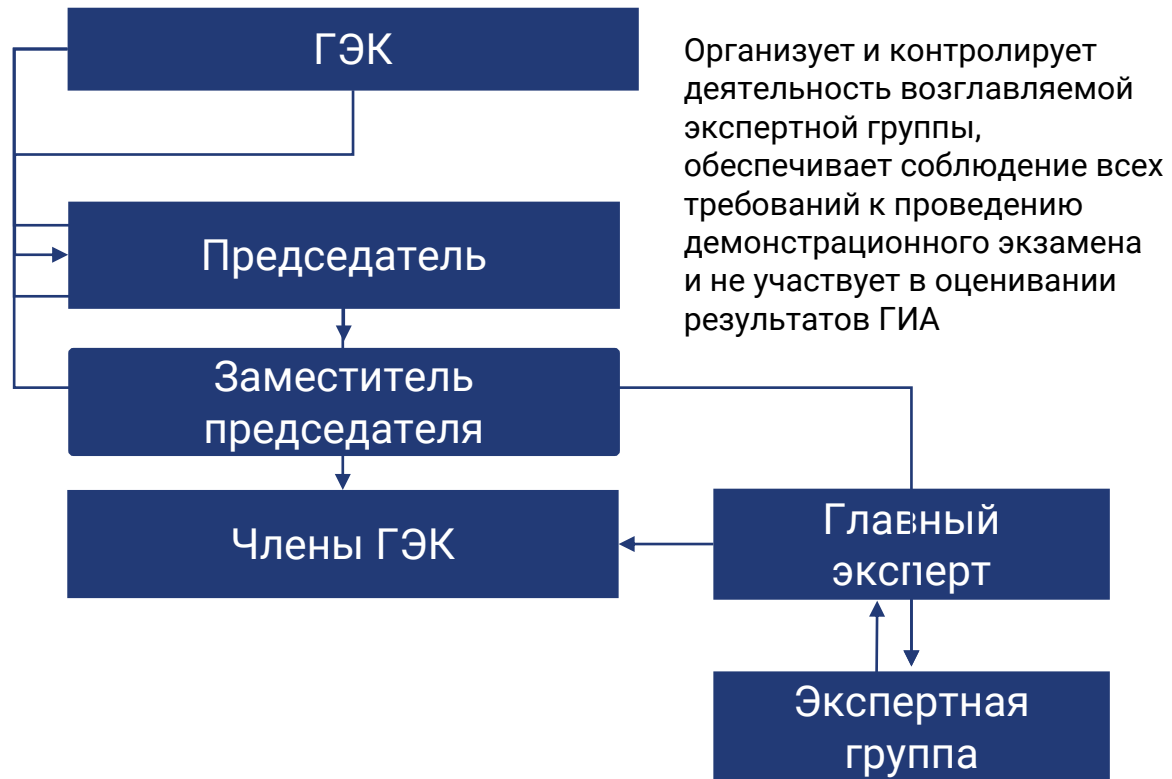 ГЭК
Организует и контролирует
деятельность возглавляемой
экспертной группы,
обеспечивает соблюдение всех
требований к проведению
демонстрационного экзамена
и не участвует в оценивании
результатов ГИА
Председатель
Заместитель
председателя
Члены ГЭК
Главный
эксперт
Экспертная
группа